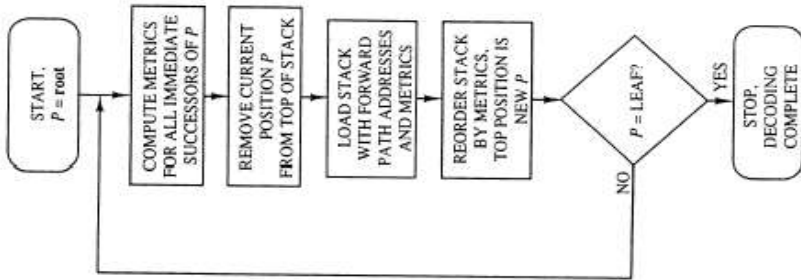 START,
P = root
COMPUTE METRICS
FOR ALL IMMEDIATE
SUCCESSORS OF P
REMOVE CURRENT
POSITION P
FROM TOP OF STACK
LOAD STACK
WITH FORWARD
PATH ADDRESSES
AND METRICS
REORDER STACK
BY METRICS,
TOP POSITION IS
NEW P
P = LEAF?
NO
YES
STOP,
DECODING
COMPLETE